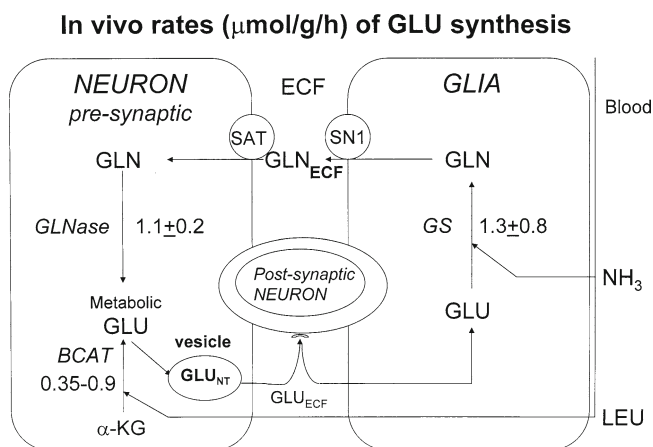 In vivo rates (μmol/g/h) of GLU synthesis
NEURON
pre-synaptic
ECF
GLIA
Blood
SAT
SN1
GLN
GLN_ECF
GLN
GLNase
1.1±0.2
GS
1.3±0.8
Post-synaptic
NEURON
NH₃
Metabolic
GLU
GLU
BCAT
vesicle
0.35-0.9
GLU_NT
GLU_ECF
α-KG
LEU